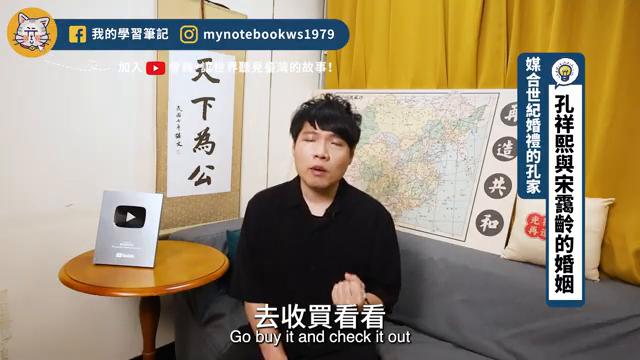 我的學習筆記 mynotebookws1979
加入
世界聽見臺灣的故事!
天下為公
再造共和
孔祥熙與宋靄齡的婚姻
媒合世紀婚禮的孔家
去收買看看
Go buy it and check it out